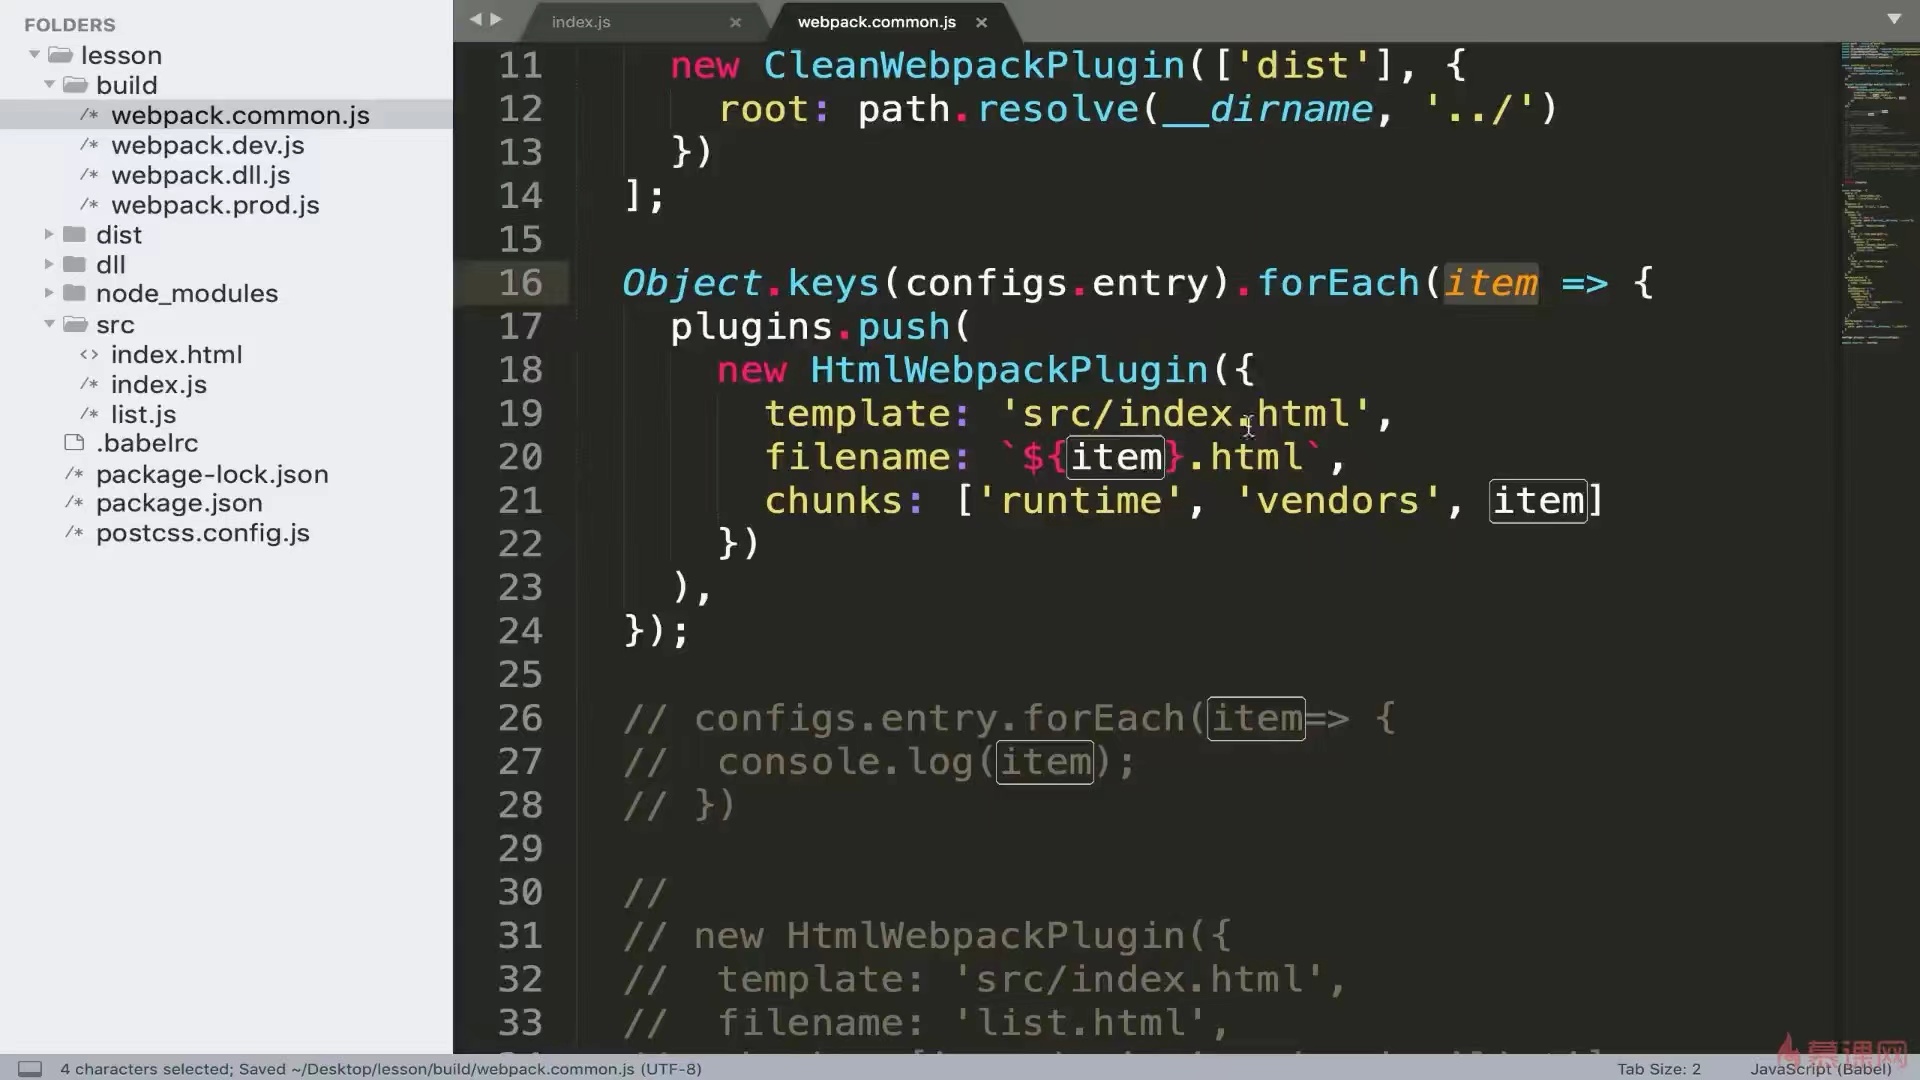 FOLDERS
lesson
build
/* webpack.common.js
/* webpack.dev.js
/* webpack.dll.js
/* webpack.prod.js
dist
dll
node_modules
src
<> index.html
/* index.js
/* list.js
.babelrc
/* package-lock.json
/* package.json
/* postcss.config.js
index.js ×
webpack.common.js ×
11 new CleanWebpackPlugin(['dist'], {
12 root: path.resolve(__dirname, '../')
13 })
14 ];
15
16 Object.keys(configs.entry).forEach(item => {
17 plugins.push(
18 new HtmlWebpackPlugin({
19 template: 'src/index.html',
20 filename: `${item}.html`,
21 chunks: ['runtime', 'vendors', item]
22 })
23 ),
24 });
25
26 // configs.entry.forEach(item=> {
27 // console.log(item);
28 // })
29
30 //
31 // new HtmlWebpackPlugin({
32 // template: 'src/index.html',
33 // filename: 'list.html',
4 characters selected; Saved ~/Desktop/lesson/build/webpack.common.js (UTF-8)
Tab Size: 2
JavaScript (Babel)
慕课网